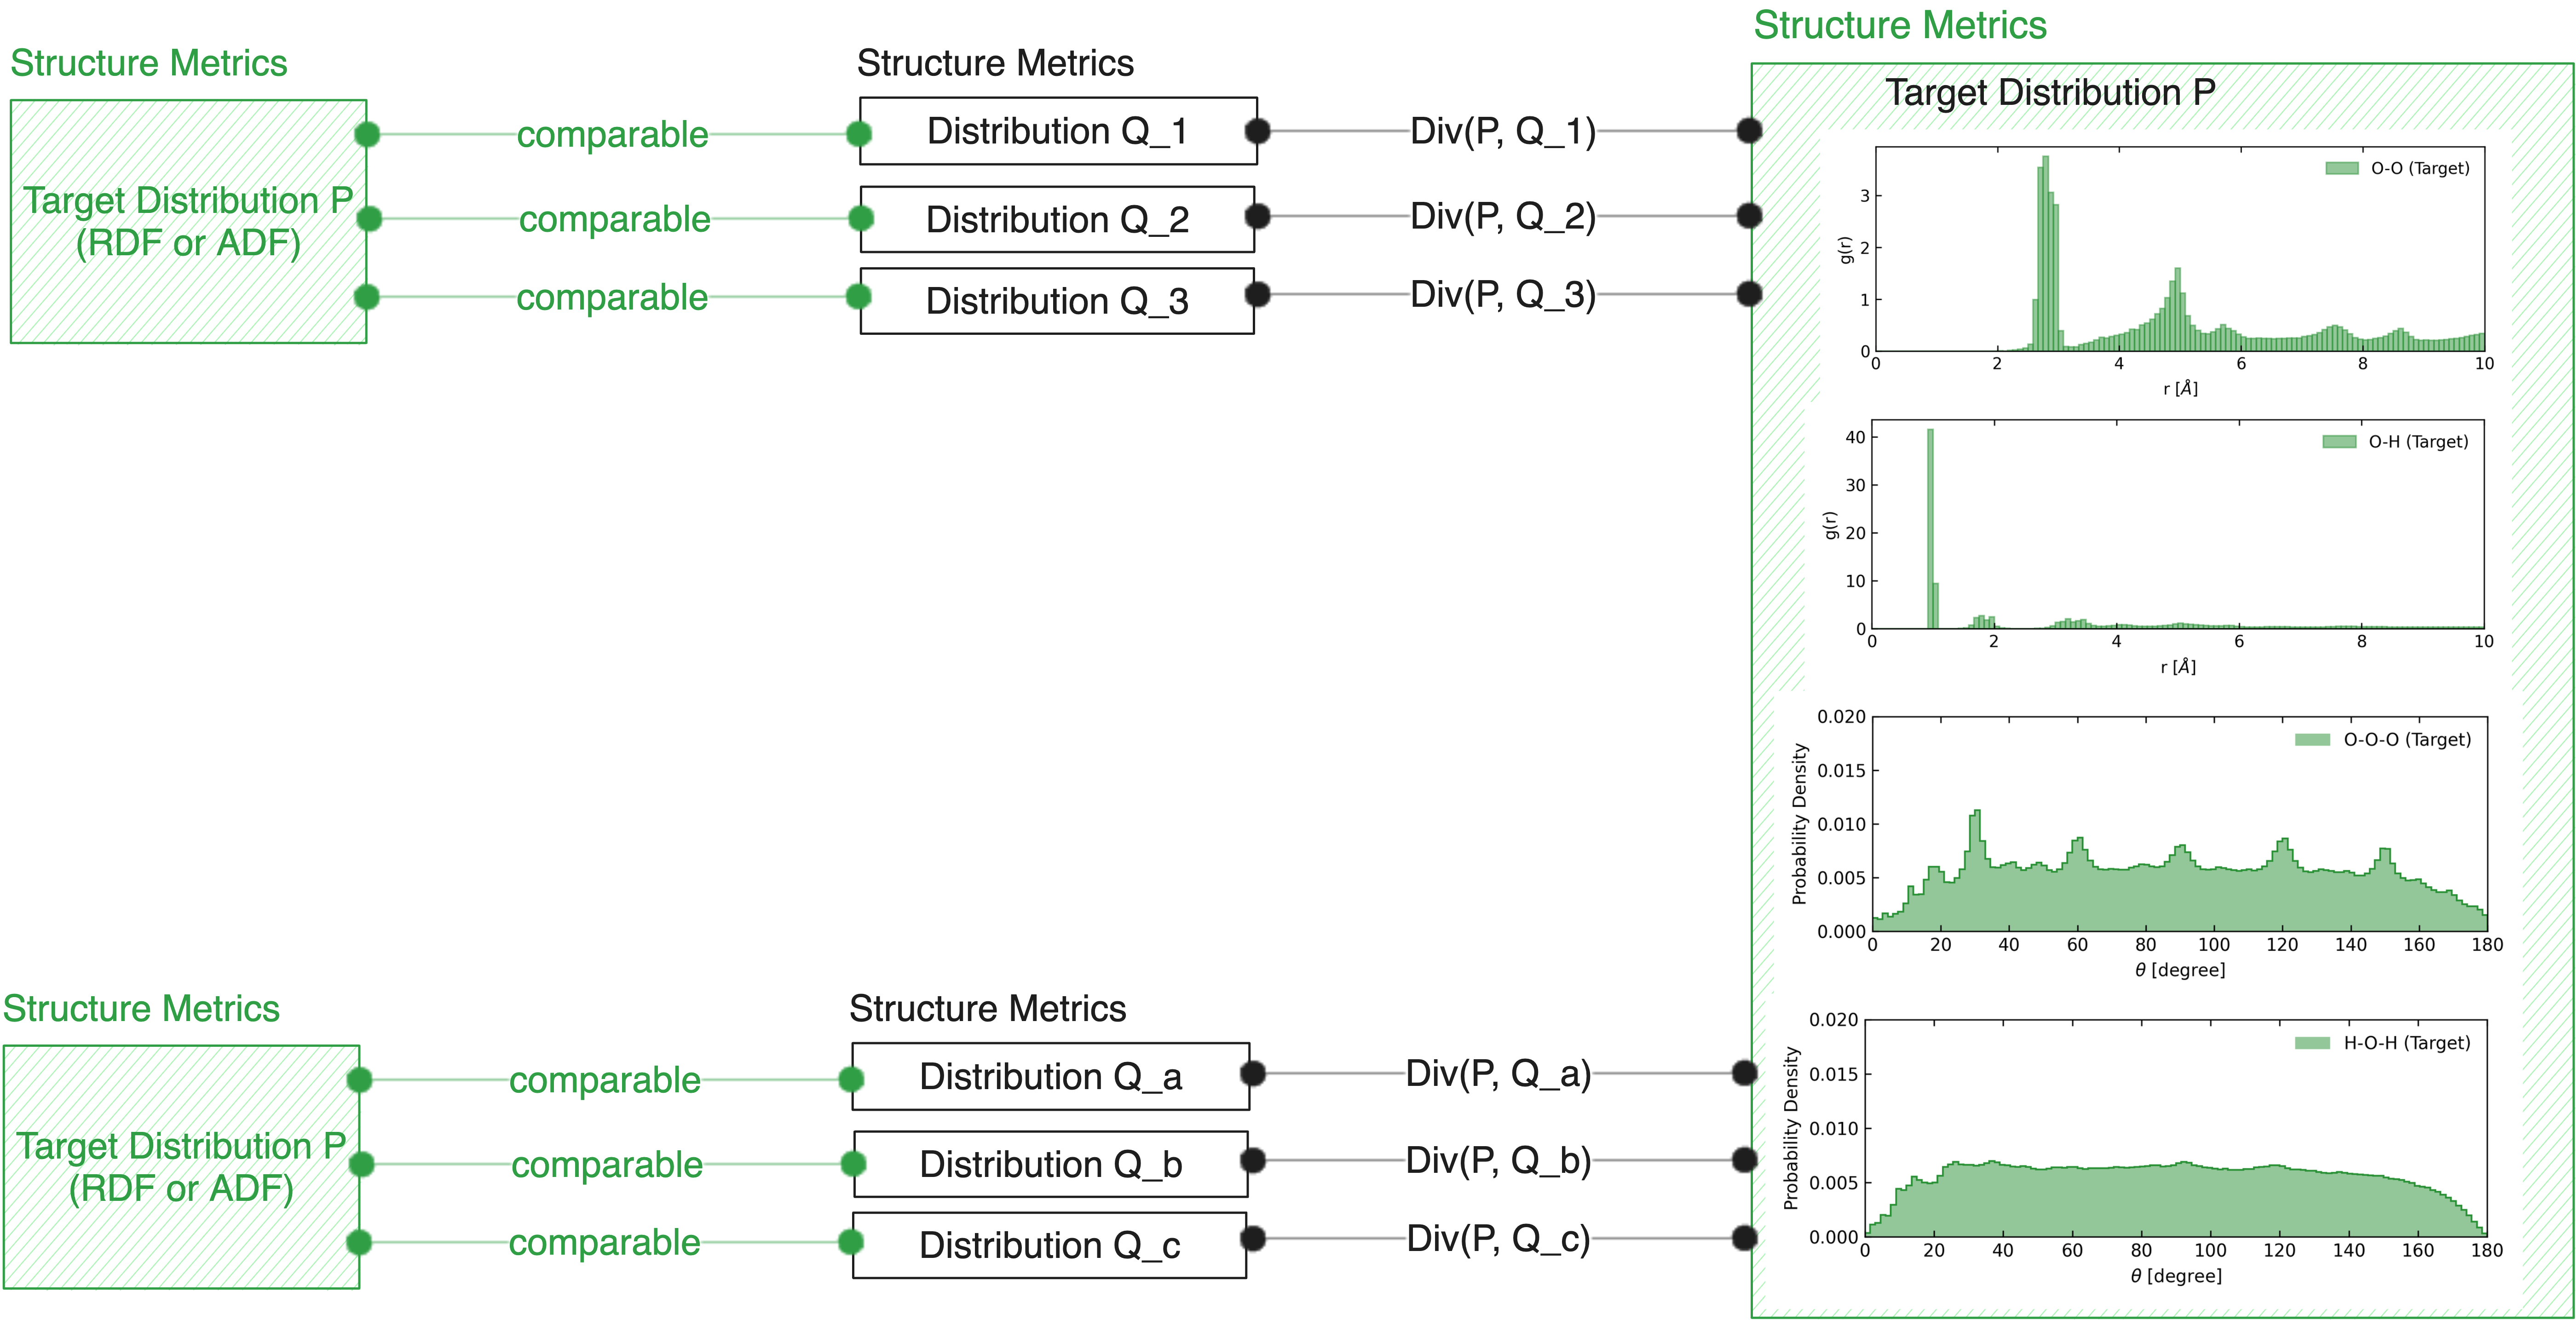 Structure Metrics
Target Distribution P
(RDF or ADF)
comparable
comparable
comparable
Structure Metrics
Distribution Q_1
Distribution Q_2
Distribution Q_3
Div(P, Q_1)
Div(P, Q_2)
Div(P, Q_3)
Structure Metrics
Target Distribution P
(RDF or ADF)
comparable
comparable
comparable
Structure Metrics
Distribution Q_a
Distribution Q_b
Distribution Q_c
Div(P, Q_a)
Div(P, Q_b)
Div(P, Q_c)
Structure Metrics
Target Distribution P
O-O (Target)
g(r)
3
2
1
0
0 2 4 6 8 10
r [Å]
O-H (Target)
g(r)
40
30
20
10
0
0 2 4 6 8 10
r [Å]
O-O-O (Target)
Probability Density
0.020
0.015
0.010
0.005
0.000
0 20 40 60 80 100 120 140 160 180
θ [degree]
H-O-H (Target)
Probability Density
0.020
0.015
0.010
0.005
0.000
0 20 40 60 80 100 120 140 160 180
θ [degree]